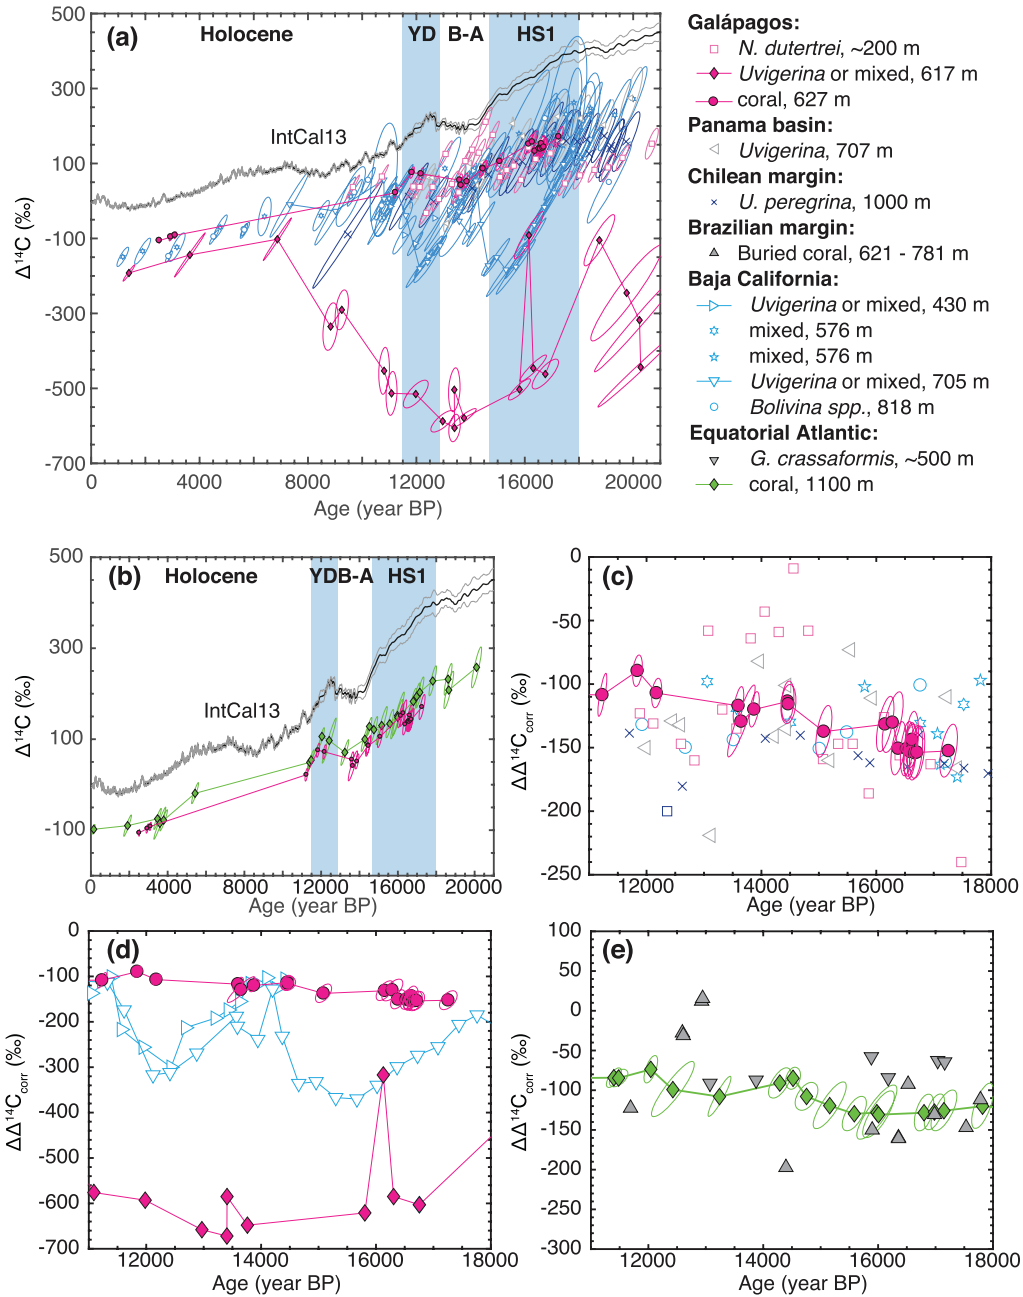 (a)
Holocene
YD
B-A
HS1
IntCal13
500
300
100
-100
-300
-500
-700
Δ¹⁴C (‰)
0
4000
8000
12000
16000
20000
Age (year BP)
Galápagos:
N. dutertrei, ~200 m
Uvigerina or mixed, 617 m
coral, 627 m
Panama basin:
Uvigerina, 707 m
Chilean margin:
U. peregrina, 1000 m
Brazilian margin:
Buried coral, 621 - 781 m
Baja California:
Uvigerina or mixed, 430 m
mixed, 576 m
mixed, 576 m
Uvigerina or mixed, 705 m
Bolivina spp., 818 m
Equatorial Atlantic:
G. crassaformis, ~500 m
coral, 1100 m
(b)
Holocene
YD
B-A
HS1
IntCal13
500
300
100
-100
Δ¹⁴C (‰)
0
4000
8000
12000
16000
20000
Age (year BP)
(c)
0
-50
-100
-150
-200
-250
ΔΔ¹⁴Ccorr (‰)
12000
14000
16000
18000
Age (year BP)
(d)
0
-100
-200
-300
-400
-500
-600
-700
ΔΔ¹⁴Ccorr (‰)
12000
14000
16000
18000
Age (year BP)
(e)
100
50
0
-50
-100
-150
-200
-250
-300
ΔΔ¹⁴Ccorr (‰)
12000
14000
16000
18000
Age (year BP)